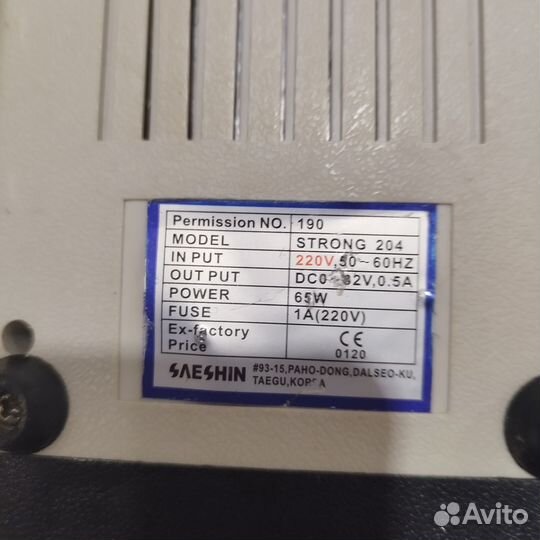 Permission NO. 190
MODEL STRONG 204
IN PUT 220V,50~60HZ
OUT PUT DC0 32V,0.5A
POWER 65W
FUSE 1A(220V)
Ex-factory Price CE 0120
SAESHIN #93-15,PAHO-DONG,DALSEO-KU,
TAEGU,KOREA
Avito